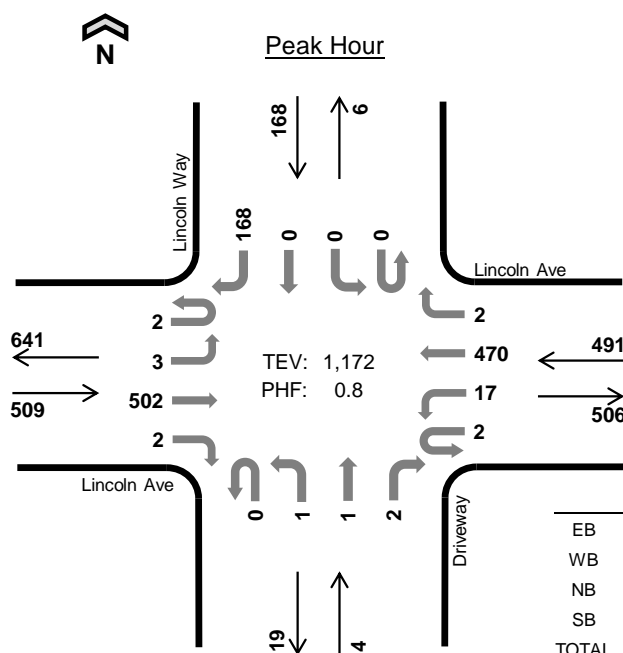 Peak Hour
N
168
6
Lincoln Way
168
0
0
0
Lincoln Ave
2
2
641
3
TEV: 1,172
470
491
509
502
PHF: 0.8
17
506
2
2
Lincoln Ave
0
1
1
2
Driveway
EB
WB
NB
SB
TOTAL
19
4